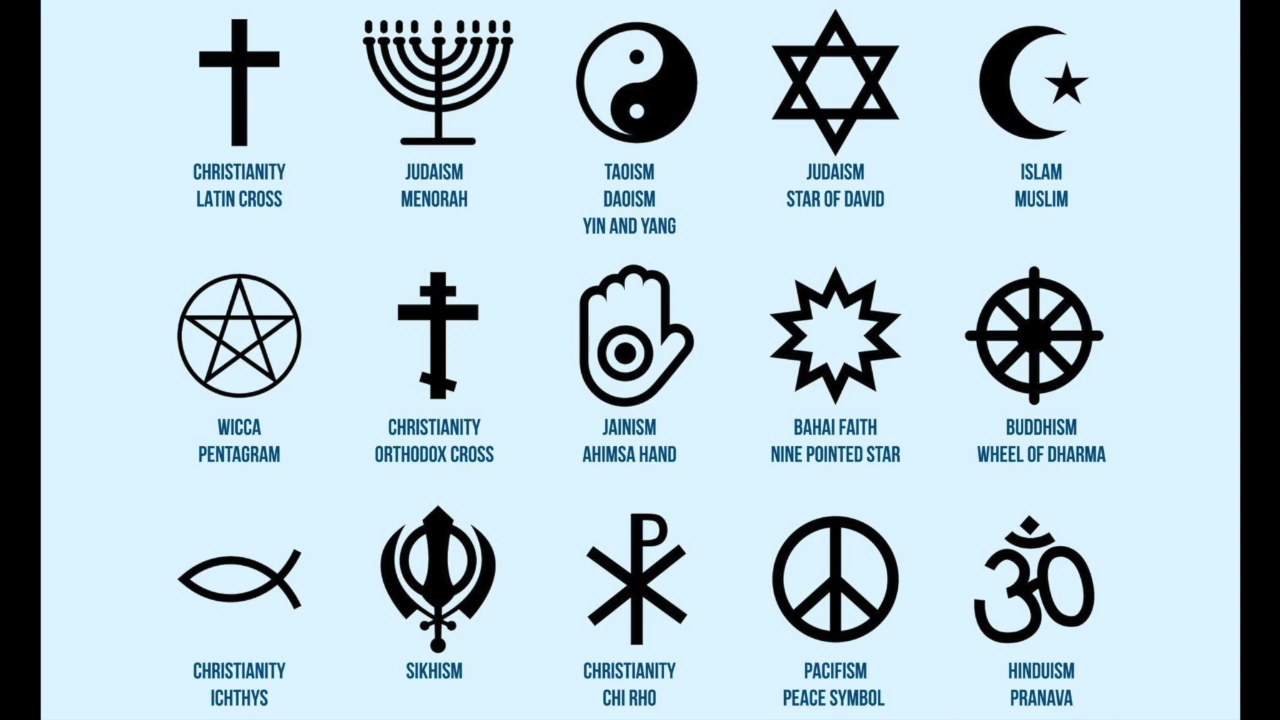 CHRISTIANITY
LATIN CROSS
JUDAISM
MENORAH
TAOISM
DAOISM
YIN AND YANG
JUDAISM
STAR OF DAVID
ISLAM
MUSLIM
WICCA
PENTAGRAM
CHRISTIANITY
ORTHODOX CROSS
JAINISM
AHIMSA HAND
BAHAI FAITH
NINE POINTED STAR
BUDDHISM
WHEEL OF DHARMA
CHRISTIANITY
ICHTHYS
SIKHISM
CHRISTIANITY
CHI RHO
PACIFISM
PEACE SYMBOL
HINDUISM
PRANAVA